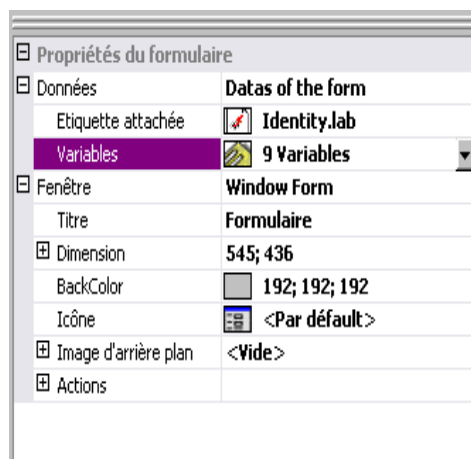 Propriétés du formulaire
Données Datas of the form
Etiquette attachée Identity.lab
Variables 9 Variables
Fenêtre Window Form
Titre Formulaire
Dimension 545; 436
BackColor 192; 192; 192
Icône <Par défault>
Image d'arrière plan <Vide>
Actions